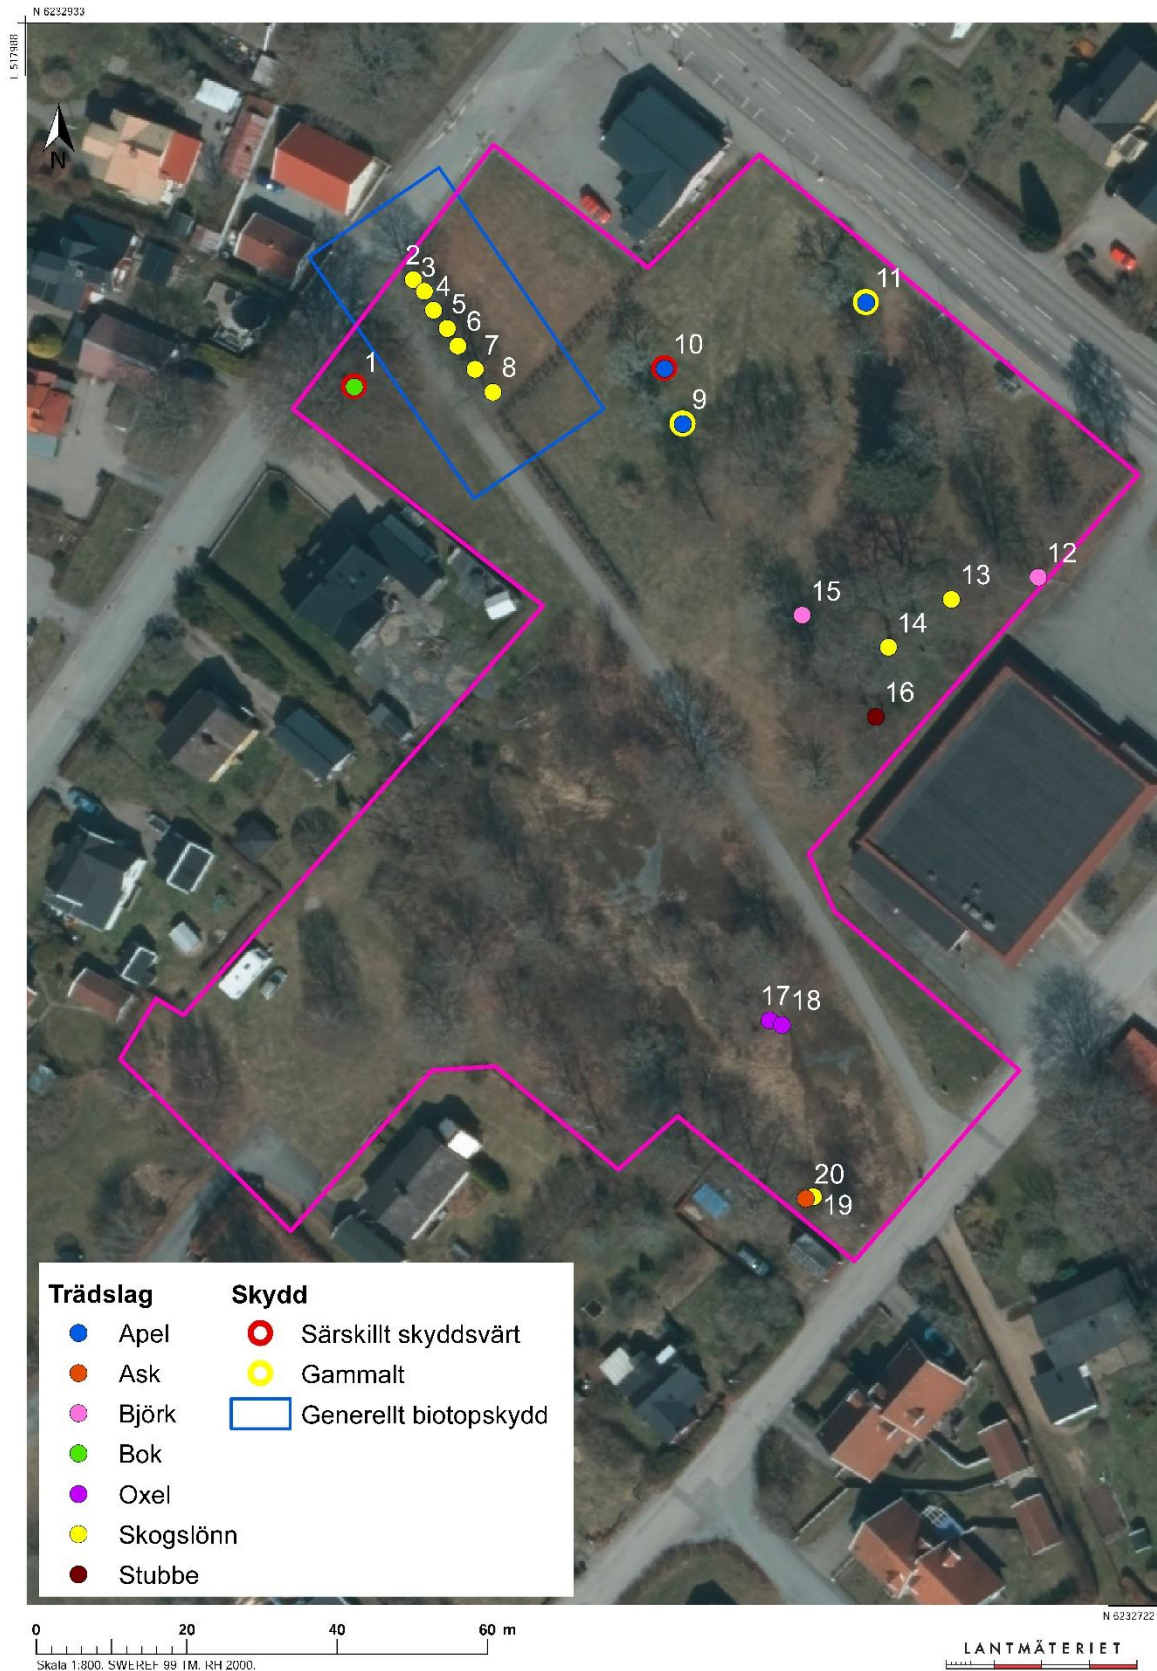 N 6232933
E 517988
N
2
3
4
5
6
7
8
1
11
10
9
12
13
15
14
16
17 18
20
19
Trädslag
Apel
Ask
Björk
Bok
Oxel
Skogslönn
Stubbe
Skydd
Särskillt skyddsvärt
Gammalt
Generellt biotopskydd
N 6232722
0 20 40 60 m
Skala 1:800, SWEREF 99 TM, RH 2000.
LANTMÄTERIET